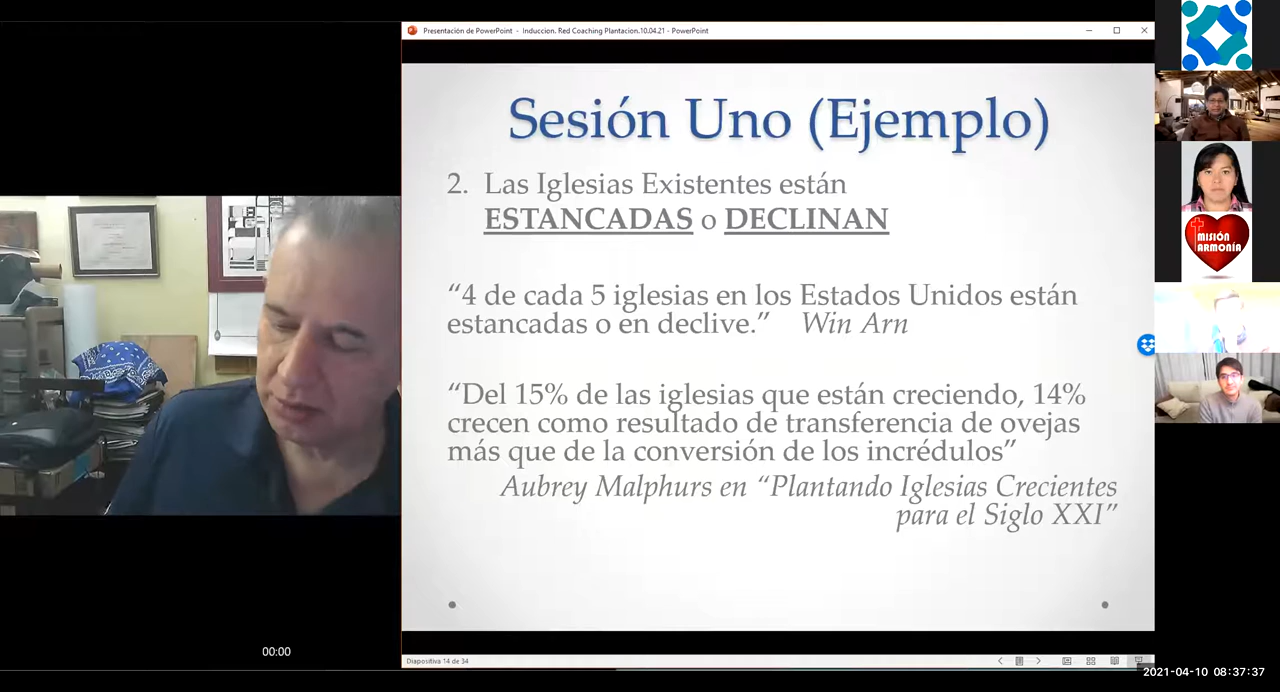 Presentación de PowerPoint - Induccion. Red Coaching Plantacion.10.04.21 - PowerPoint
Sesión Uno (Ejemplo)
2. Las Iglesias Existentes están
ESTANCADAS o DECLINAN
“4 de cada 5 iglesias en los Estados Unidos están
estancadas o en declive.” Win Arn
“Del 15% de las iglesias que están creciendo, 14%
crecen como resultado de transferencia de ovejas
más que de la conversión de los incrédulos”
Aubrey Malphurs en “Plantando Iglesias Crecientes
para el Siglo XXI”
MISIÓN
ARMONÍA
00:00
Diapositiva 14 de 34
2021-04-10 08:37:37